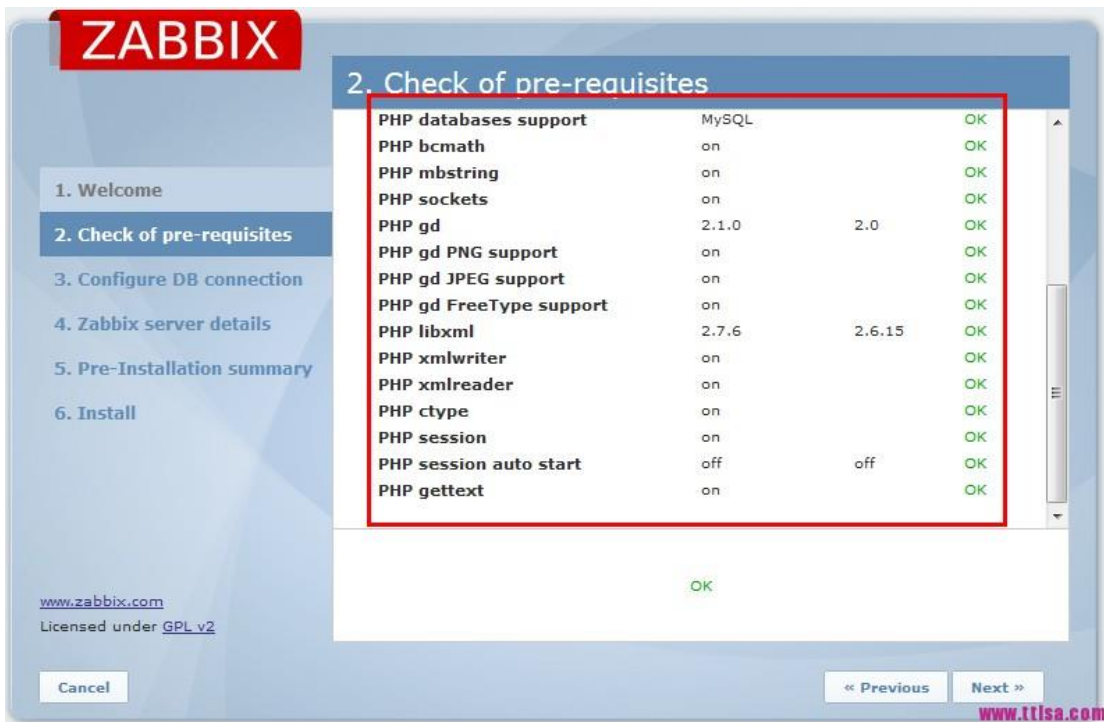 ZABBIX
2. Check of pre-requisites
1. Welcome
2. Check of pre-requisites
3. Configure DB connection
4. Zabbix server details
5. Pre-Installation summary
6. Install
PHP databases support MySQL OK
PHP bcmath on OK
PHP mbstring on OK
PHP sockets on OK
PHP gd 2.1.0 2.0 OK
PHP gd PNG support on OK
PHP gd JPEG support on OK
PHP gd FreeType support on OK
PHP libxml 2.7.6 2.6.15 OK
PHP xmlwriter on OK
PHP xmlreader on OK
PHP ctype on OK
PHP session on OK
PHP session auto start off off OK
PHP gettext on OK
OK
www.zabbix.com
Licensed under GPL v2
Cancel
« Previous
Next »
www.ttlsa.com